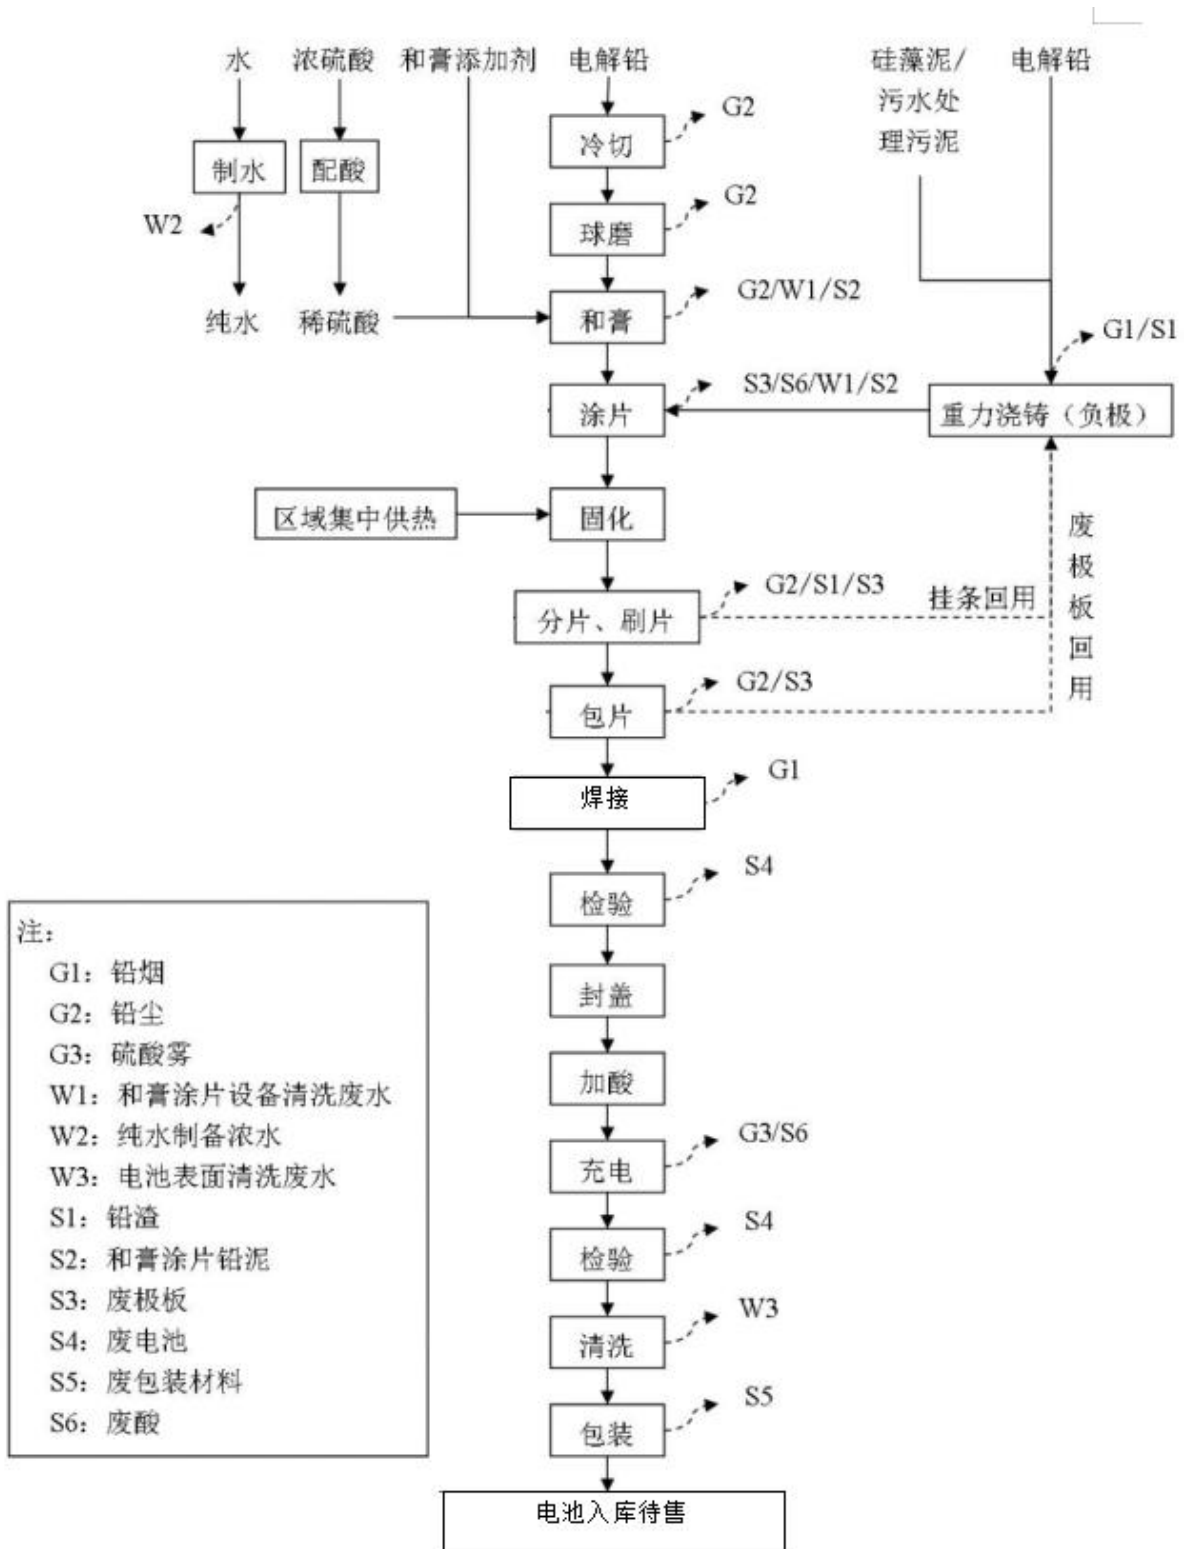 水 浓硫酸 和膏添加剂 电解铅
硅藻泥/
污水处
理污泥
电解铅
冷切
G2
制水
配酸
W2
球磨
G2
纯水
稀硫酸
和膏
G2/W1/S2
G1/S1
涂片
S3/S6/W1/S2
重力浇铸（负极）
区域集中供热
固化
分片、刷片
G2/S1/S3
挂条回用
废
极
板
回
用
包片
G2/S3
焊接
G1
检验
S4
封盖
加酸
充电
G3/S6
检验
S4
清洗
W3
包装
S5
电池入库待售
注：
G1：铅烟
G2：铅尘
G3：硫酸雾
W1：和膏涂片设备清洗废水
W2：纯水制备浓水
W3：电池表面清洗废水
S1：铅渣
S2：和膏涂片铅泥
S3：废极板
S4：废电池
S5：废包装材料
S6：废酸